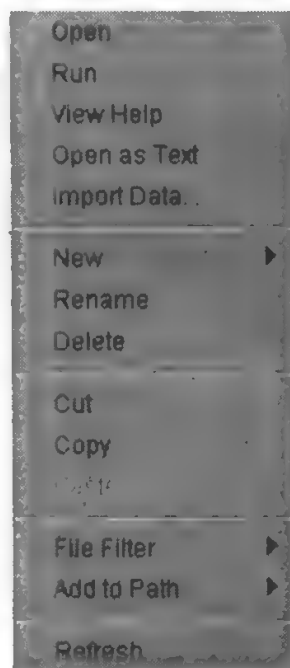 Open
Run
View Help
Open as Text
Import Data. .
New
Rename
Delete
Cut
Copy
File Filter
Add to Path
Refresh